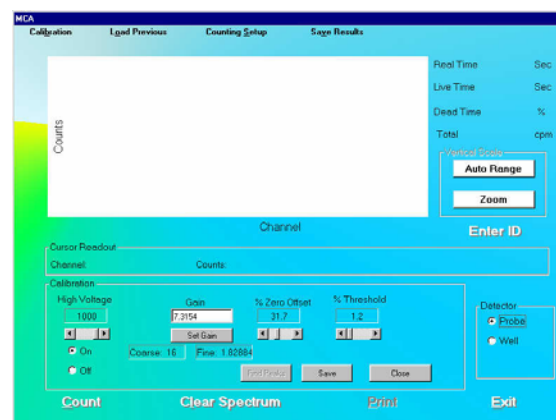 MCA
Calibration Load Previous Counting Setup Save Results
Real Time Sec
Live Time Sec
Dead Time %
Total cpm
Counts
Vertical Scale
Auto Range
Zoom
Channel
Enter ID
Cursor Readout
Channel: Counts:
Calibration
High Voltage Gain % Zero Offset % Threshold
1000 7.3154 31.7 1.2
Set Gain
On Coarse: 16 Fine: 1.82884
Off
Find Peaks Save Close
Detector
Probe
Well
Count Clear Spectrum Print Exit